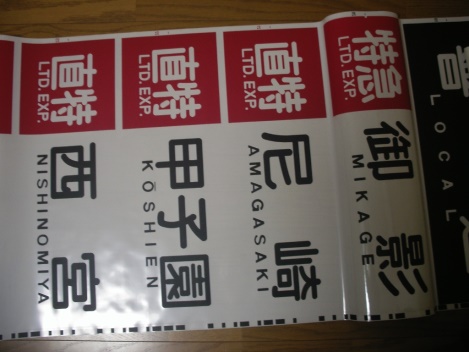 普
LOCAL
特急
LTD.EXP.
御影
MIKAGE
直特
LTD.EXP.
尼崎
AMAGASAKI
直特
LTD.EXP.
甲子園
KŌSHIEN
直特
LTD.EXP.
西宮
NISHINOMIYA